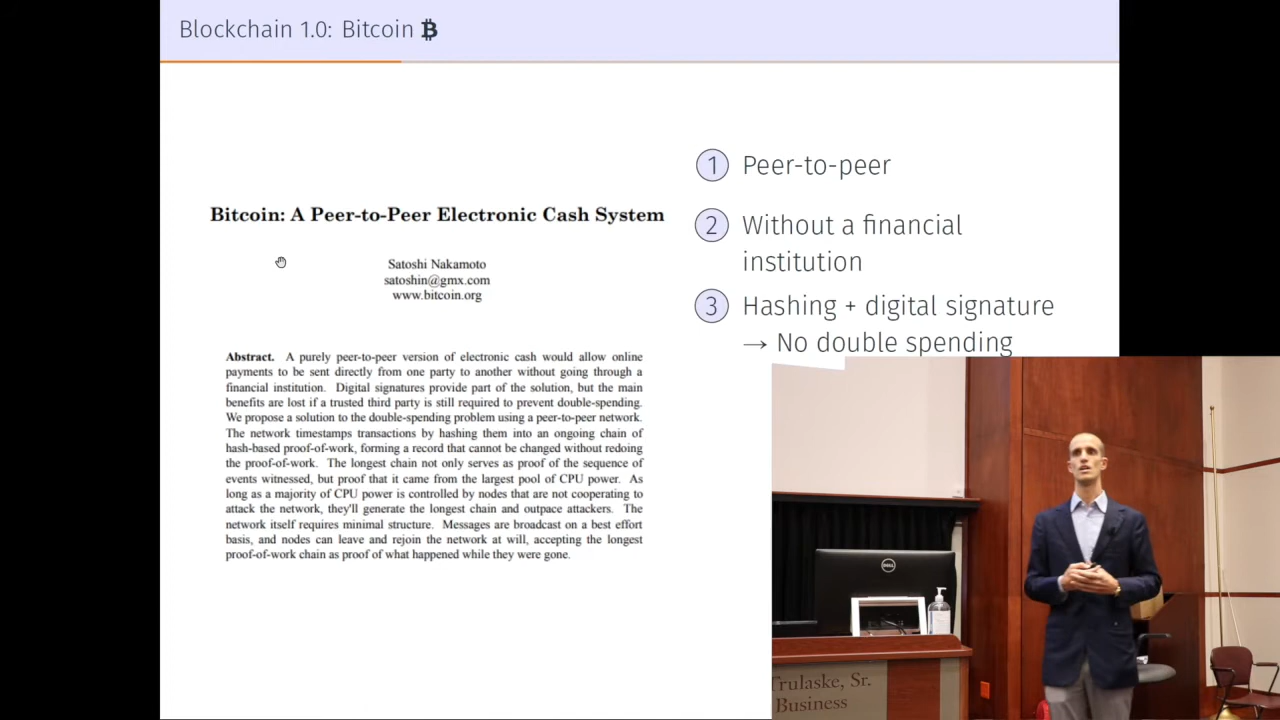 Blockchain 1.0: Bitcoin ₿
Bitcoin: A Peer-to-Peer Electronic Cash System
Satoshi Nakamoto
satoshin@gmx.com
www.bitcoin.org
Abstract. A purely peer-to-peer version of electronic cash would allow online
payments to be sent directly from one party to another without going through a
financial institution. Digital signatures provide part of the solution, but the main
benefits are lost if a trusted third party is still required to prevent double-spending.
We propose a solution to the double-spending problem using a peer-to-peer network.
The network timestamps transactions by hashing them into an ongoing chain of
hash-based proof-of-work, forming a record that cannot be changed without redoing
the proof-of-work. The longest chain not only serves as proof of the sequence of
events witnessed, but proof that it came from the largest pool of CPU power. As
long as a majority of CPU power is controlled by nodes that are not cooperating to
attack the network, they'll generate the longest chain and outpace attackers. The
network itself requires minimal structure. Messages are broadcast on a best effort
basis, and nodes can leave and rejoin the network at will, accepting the longest
proof-of-work chain as proof of what happened while they were gone.
1 Peer-to-peer
2 Without a financial
institution
3 Hashing + digital signature
→ No double spending
DELL
Trulaske, Sr.
Business